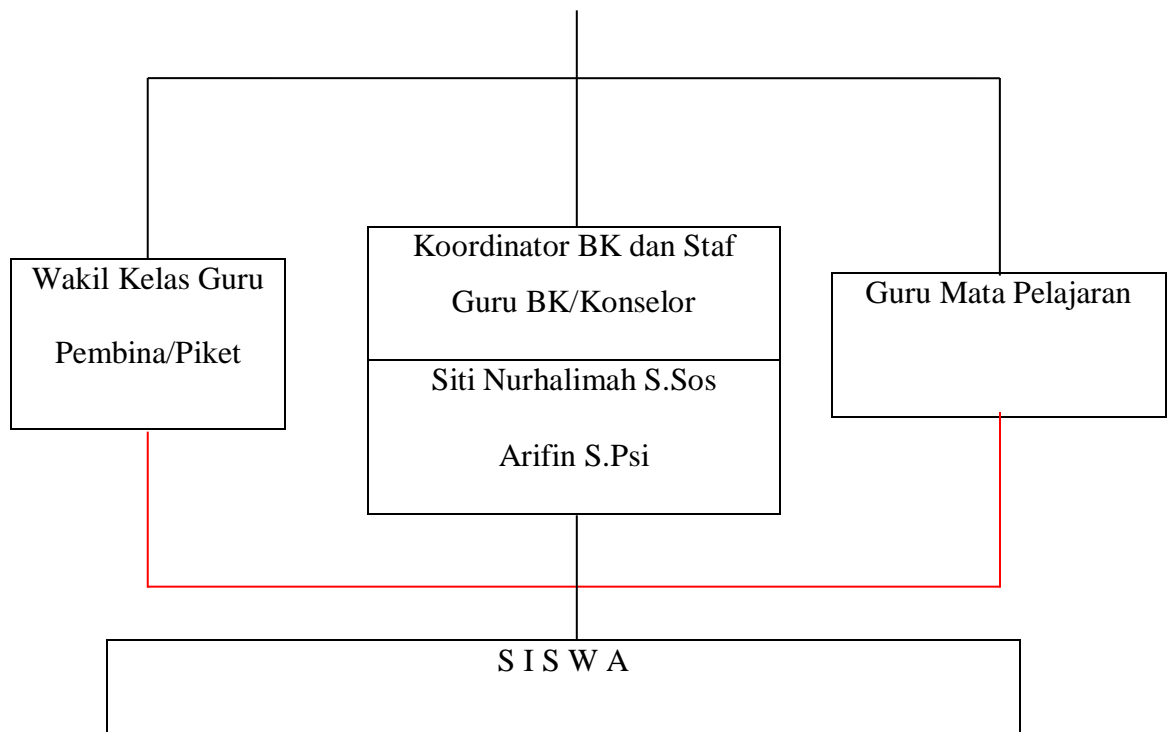 Wakil Kelas Guru
Pembina/Piket
Koordinator BK dan Staf
Guru BK/Konselor
Siti Nurhalimah S.Sos
Arifin S.Psi
Guru Mata Pelajaran
S I S W A